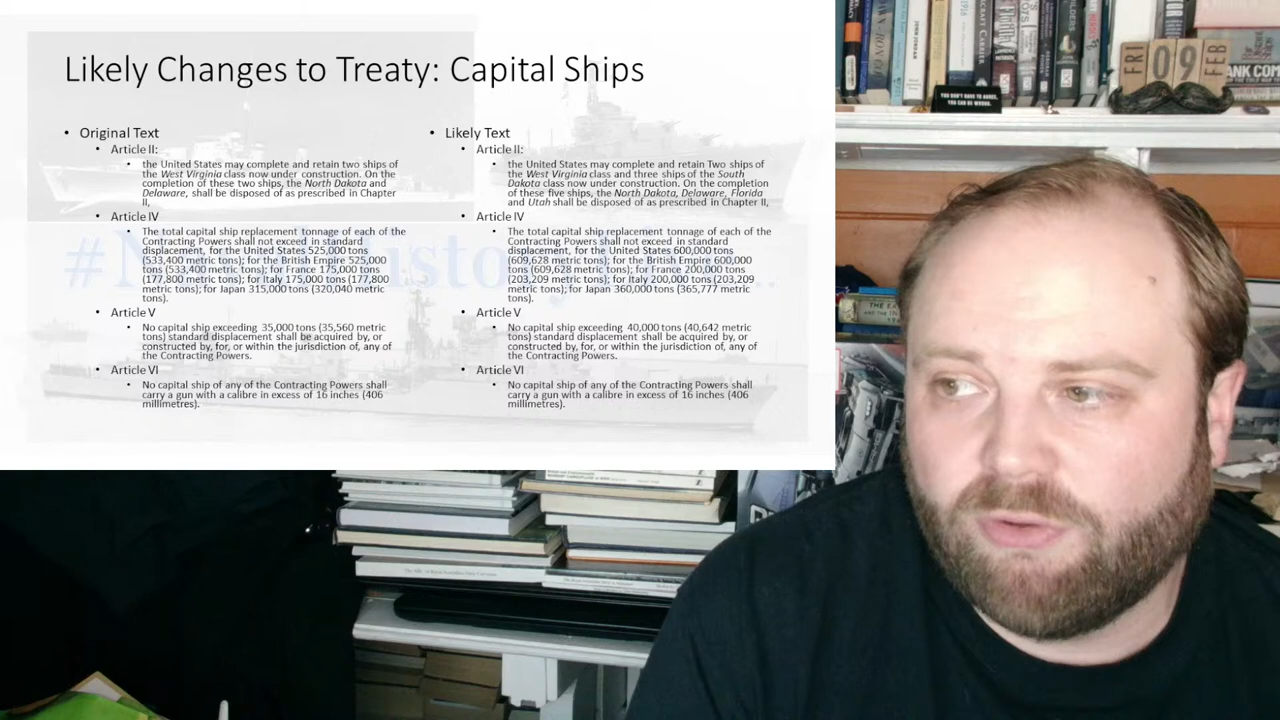 Likely Changes to Treaty: Capital Ships
• Original Text
• Article II:
• the United States may complete and retain two ships of
the West Virginia class now under construction. On the
completion of these two ships, the North Dakota and
Delaware, shall be disposed of as prescribed in Chapter
II,
• Article IV
• The total capital ship replacement tonnage of each of the
Contracting Powers shall not exceed in standard
displacement, for the United States 525,000 tons
(533,400 metric tons); for the British Empire 525,000
tons (533,400 metric tons); for France 175,000 tons
(177,800 metric tons); for Italy 175,000 tons (177,800
metric tons); for Japan 315,000 tons (320,040 metric
tons).
• Article V
• No capital ship exceeding 35,000 tons (35,560 metric
tons) standard displacement shall be acquired by, or
constructed by, for, or within the jurisdiction of, any of
the Contracting Powers.
• Article VI
• No capital ship of any of the Contracting Powers shall
carry a gun with a calibre in excess of 16 inches (406
millimetres).
• Likely Text
• Article II:
• the United States may complete and retain Two ships of
the West Virginia class and three ships of the South
Dakota class now under construction. On the completion
of these five ships, the North Dakota, Delaware, Florida
and Utah shall be disposed of as prescribed in Chapter II,
• Article IV
• The total capital ship replacement tonnage of each of the
Contracting Powers shall not exceed in standard
displacement, for the United States 600,000 tons
(609,628 metric tons); for the British Empire 600,000
tons (609,628 metric tons); for France 200,000 tons
(203,209 metric tons); for Italy 200,000 tons (203,209
metric tons); for Japan 360,000 tons (365,777 metric
tons).
• Article V
• No capital ship exceeding 40,000 tons (40,642 metric
tons) standard displacement shall be acquired by, or
constructed by, for, or within the jurisdiction of, any of
the Contracting Powers.
• Article VI
• No capital ship of any of the Contracting Powers shall
carry a gun with a calibre in excess of 16 inches (406
millimetres).
FRI 09 FEB
YOU DON'T HAVE TO AGREE,
YOU CAN BE WRONG.